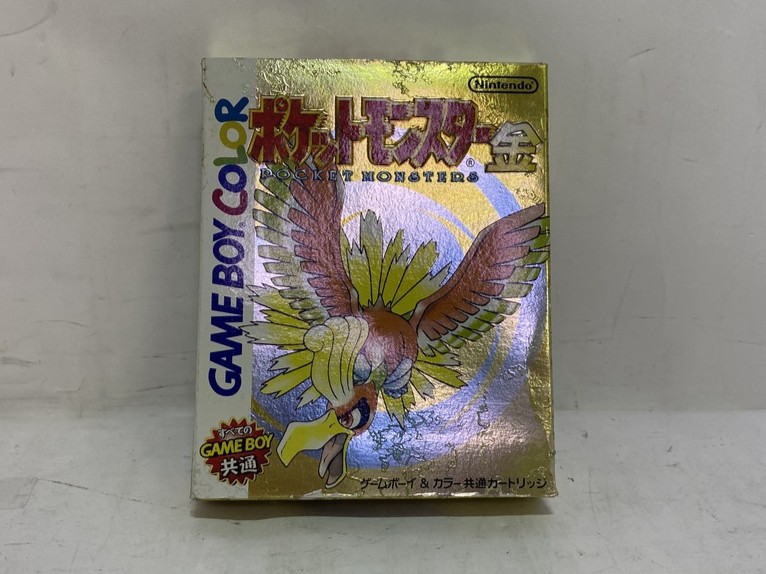 Nintendo
ポケットモンスター金
POCKET MONSTERS
GAME BOY COLOR
すべての
GAME BOY
共通
ゲームボーイ & カラー共通カートリッジ